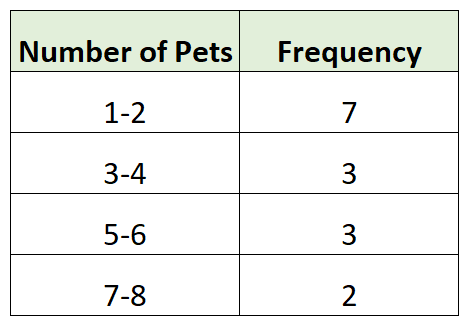 Number of Pets Frequency
1-2 7
3-4 3
5-6 3
7-8 2